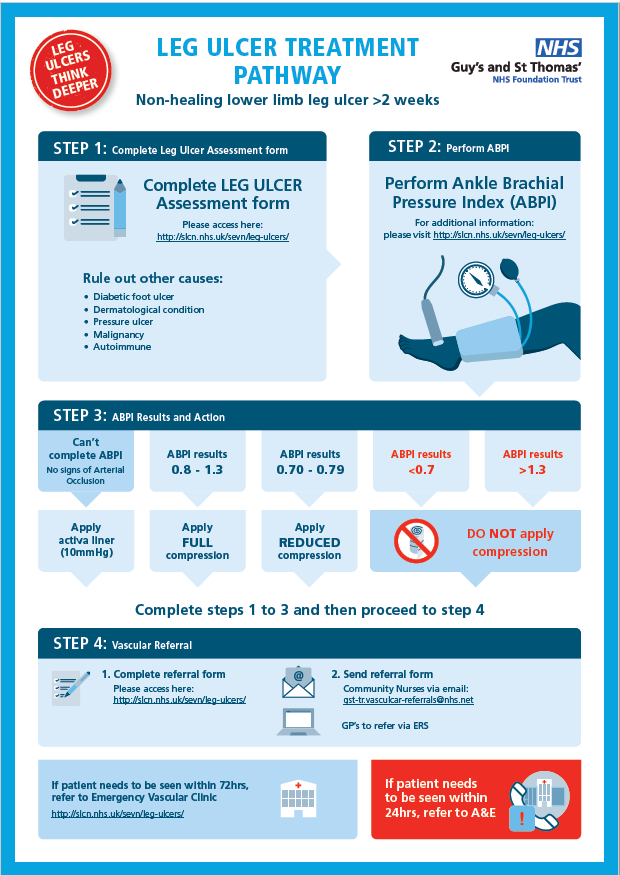 LEG
ULCERS
THINK
DEEPER
LEG ULCER TREATMENT
PATHWAY
Non-healing lower limb leg ulcer >2 weeks
NHS
Guy's and St Thomas'
NHS Foundation Trust
STEP 1: Complete Leg Ulcer Assessment form
Complete LEG ULCER
Assessment form
Please access here:
http://slcn.nhs.uk/sevn/leg-ulcers/
Rule out other causes:
• Diabetic foot ulcer
• Dermatological condition
• Pressure ulcer
• Malignancy
• Autoimmune
STEP 2: Perform ABPI
Perform Ankle Brachial
Pressure Index (ABPI)
For additional information:
please visit http://slcn.nhs.uk/sevn/leg-ulcers/
STEP 3: ABPI Results and Action
Can't
complete ABPI
No signs of Arterial
Occlusion
ABPI results
0.8 - 1.3
ABPI results
0.70 - 0.79
ABPI results
<0.7
ABPI results
>1.3
Apply
activa liner
(10mmHg)
Apply
FULL
compression
Apply
REDUCED
compression
DO NOT apply
compression
Complete steps 1 to 3 and then proceed to step 4
STEP 4: Vascular Referral
1. Complete referral form
Please access here:
http://slcn.nhs.uk/sevn/leg-ulcers/
@
2. Send referral form
Community Nurses via email:
gst-tr.vasculcar-referrals@nhs.net
GP's to refer via ERS
If patient needs to be seen within 72hrs,
refer to Emergency Vascular Clinic
http://slcn.nhs.uk/sevn/leg-ulcers/
If patient needs
to be seen within
24hrs, refer to A&E
!